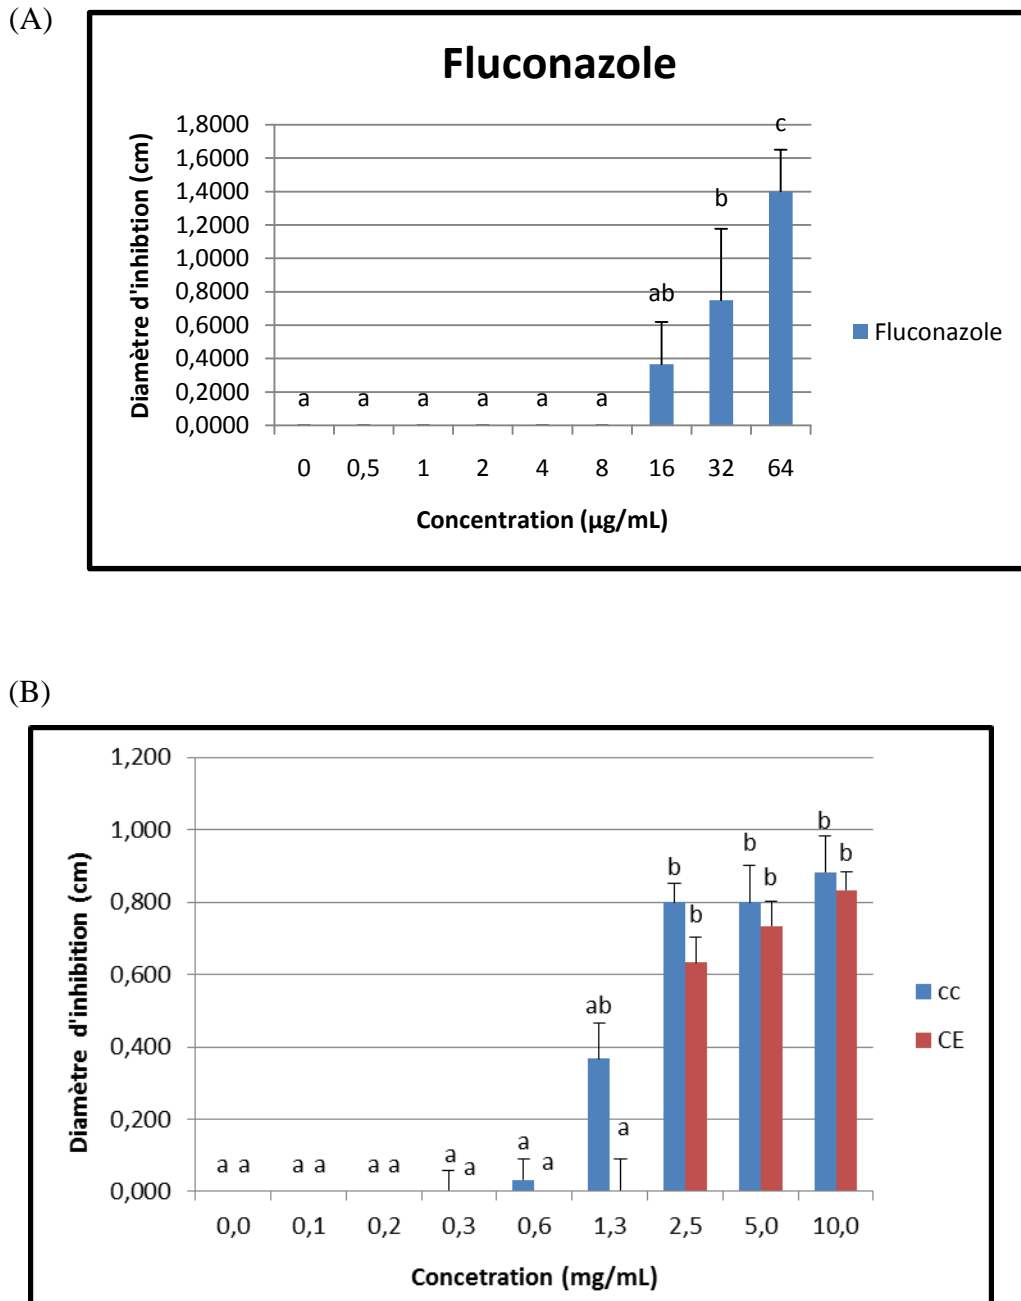 (A)
Fluconazole
1,8000
1,6000
1,4000
1,2000
1,0000
0,8000
0,6000
0,4000
0,2000
0,0000
Diamètre d'inhibtion (cm)
a a a a a a ab b c
0 0,5 1 2 4 8 16 32 64
Concentration (µg/mL)
Fluconazole
(B)
1,200
1,000
0,800
0,600
0,400
0,200
0,000
Diamètre d'inhibition (cm)
a a a a a a a a a a ab a b b b b b b
0,0 0,1 0,2 0,3 0,6 1,3 2,5 5,0 10,0
Concetration (mg/mL)
cc
CE